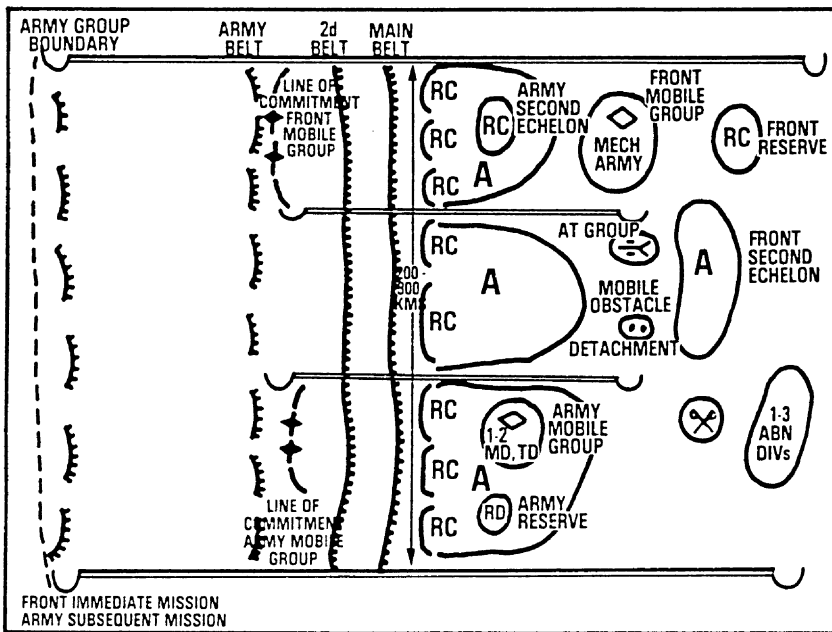 ARMY GROUP
BOUNDARY
ARMY
BELT
2d
BELT
MAIN
BELT
LINE OF
COMMITMENT
FRONT
MOBILE
GROUP
RC
RC
RC
RC
A
ARMY
SECOND
ECHELON
FRONT
MOBILE
GROUP
MECH
ARMY
RC
FRONT
RESERVE
200 -
300
KMS
RC
RC
A
AT GROUP
MOBILE
OBSTACLE
DETACHMENT
A
FRONT
SECOND
ECHELON
LINE OF
COMMITMENT
ARMY MOBILE
GROUP
RC
RC
RC
1-2
MD, TD
A
RD
ARMY
MOBILE
GROUP
ARMY
RESERVE
1-3
ABN
DIVs
FRONT IMMEDIATE MISSION
ARMY SUBSEQUENT MISSION